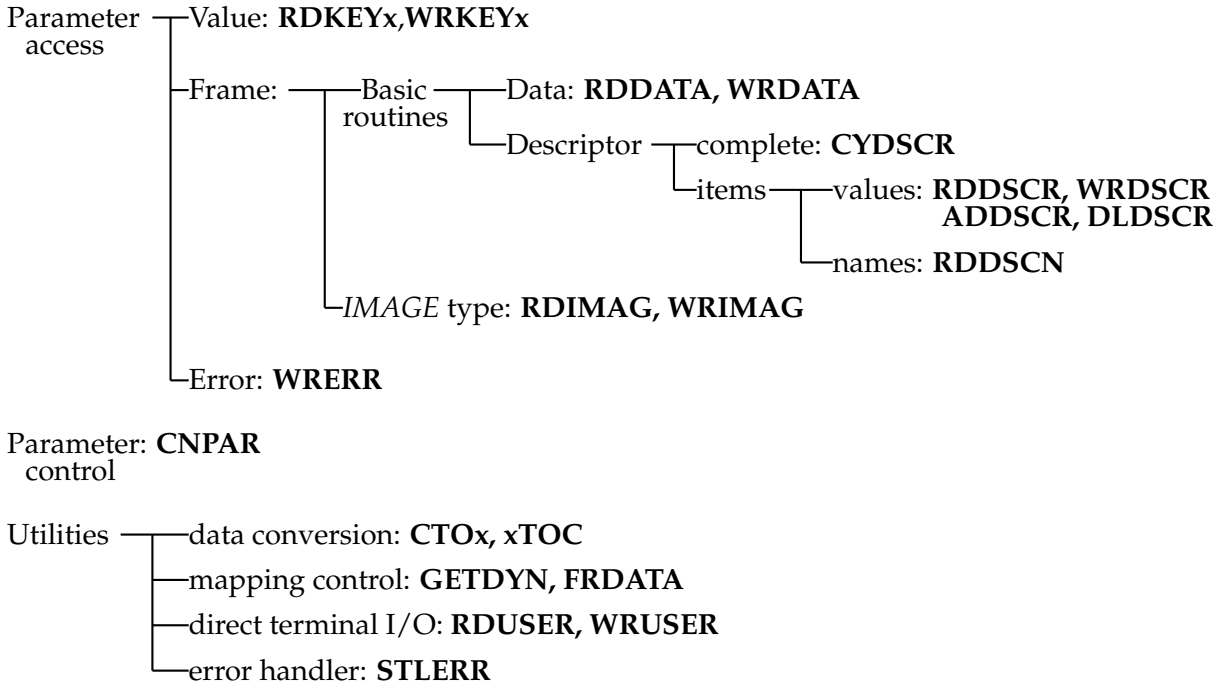 Parameter Value: RDKEYx,WRKEYx
access
Frame: Basic Data: RDDATA, WRDATA
routines
Descriptor complete: CYDSCR
items values: RDDSCR, WRDSCR
ADDSCR, DLDSCR
names: RDDSCN
IMAGE type: RDIMAG, WRIMAG
Error: WRERR
Parameter: CNPAR
control
Utilities data conversion: CTOx, xTOC
mapping control: GETDYN, FRDATA
direct terminal I/O: RDUSER, WRUSER
error handler: STLERR